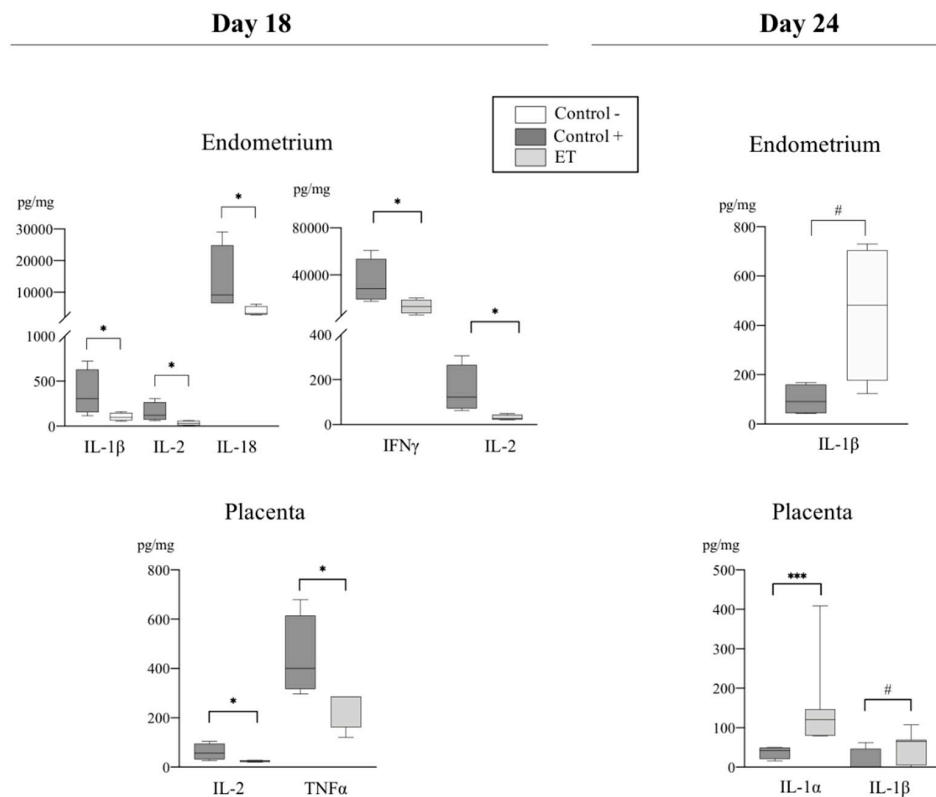 Day 18
Day 24
Control -
Control +
ET
Endometrium
pg/mg
30000
20000
10000
1000
500
0
*
*
*
IL-1β
IL-2
IL-18
pg/mg
80000
40000
400
200
0
*
*
IFNγ
IL-2
Endometrium
pg/mg
800
600
400
200
0
#
IL-1β
Placenta
pg/mg
800
600
400
200
0
*
*
IL-2
TNFα
Placenta
pg/mg
500
400
300
200
100
0
***
#
IL-1α
IL-1β